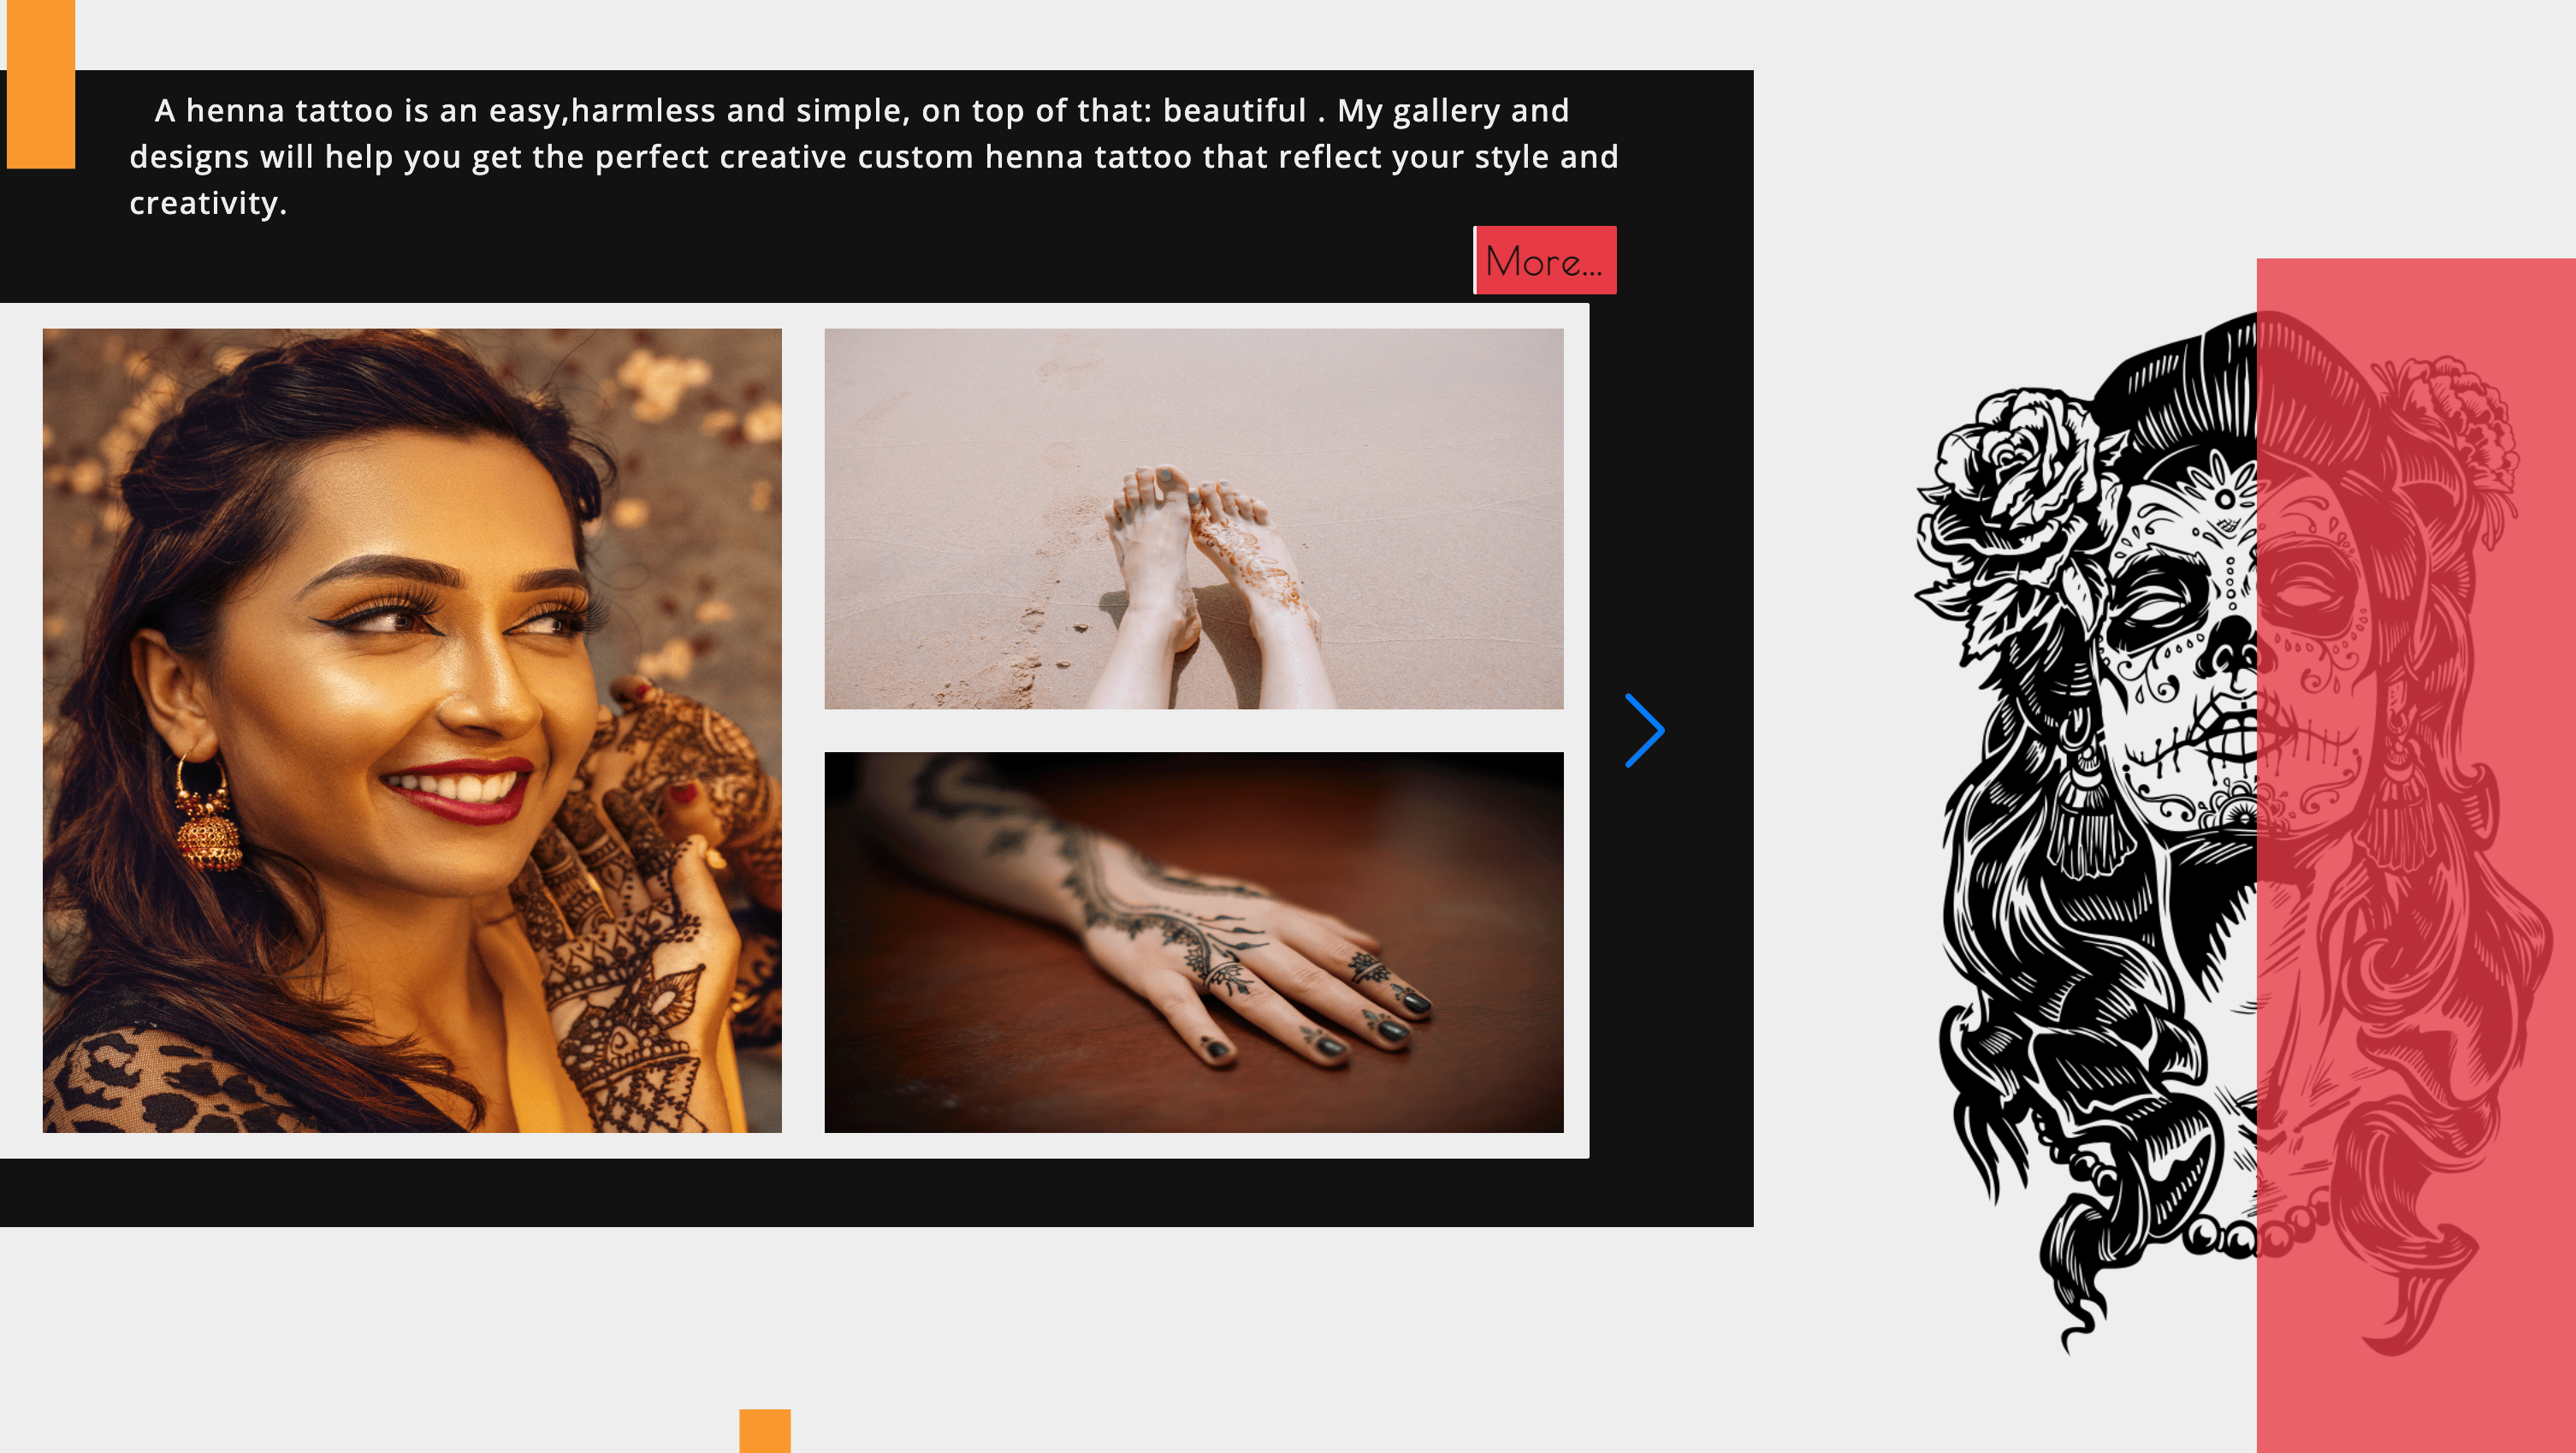 A henna tattoo is an easy,harmless and simple, on top of that: beautiful . My gallery and
designs will help you get the perfect creative custom henna tattoo that reflect your style and
creativity.
More...